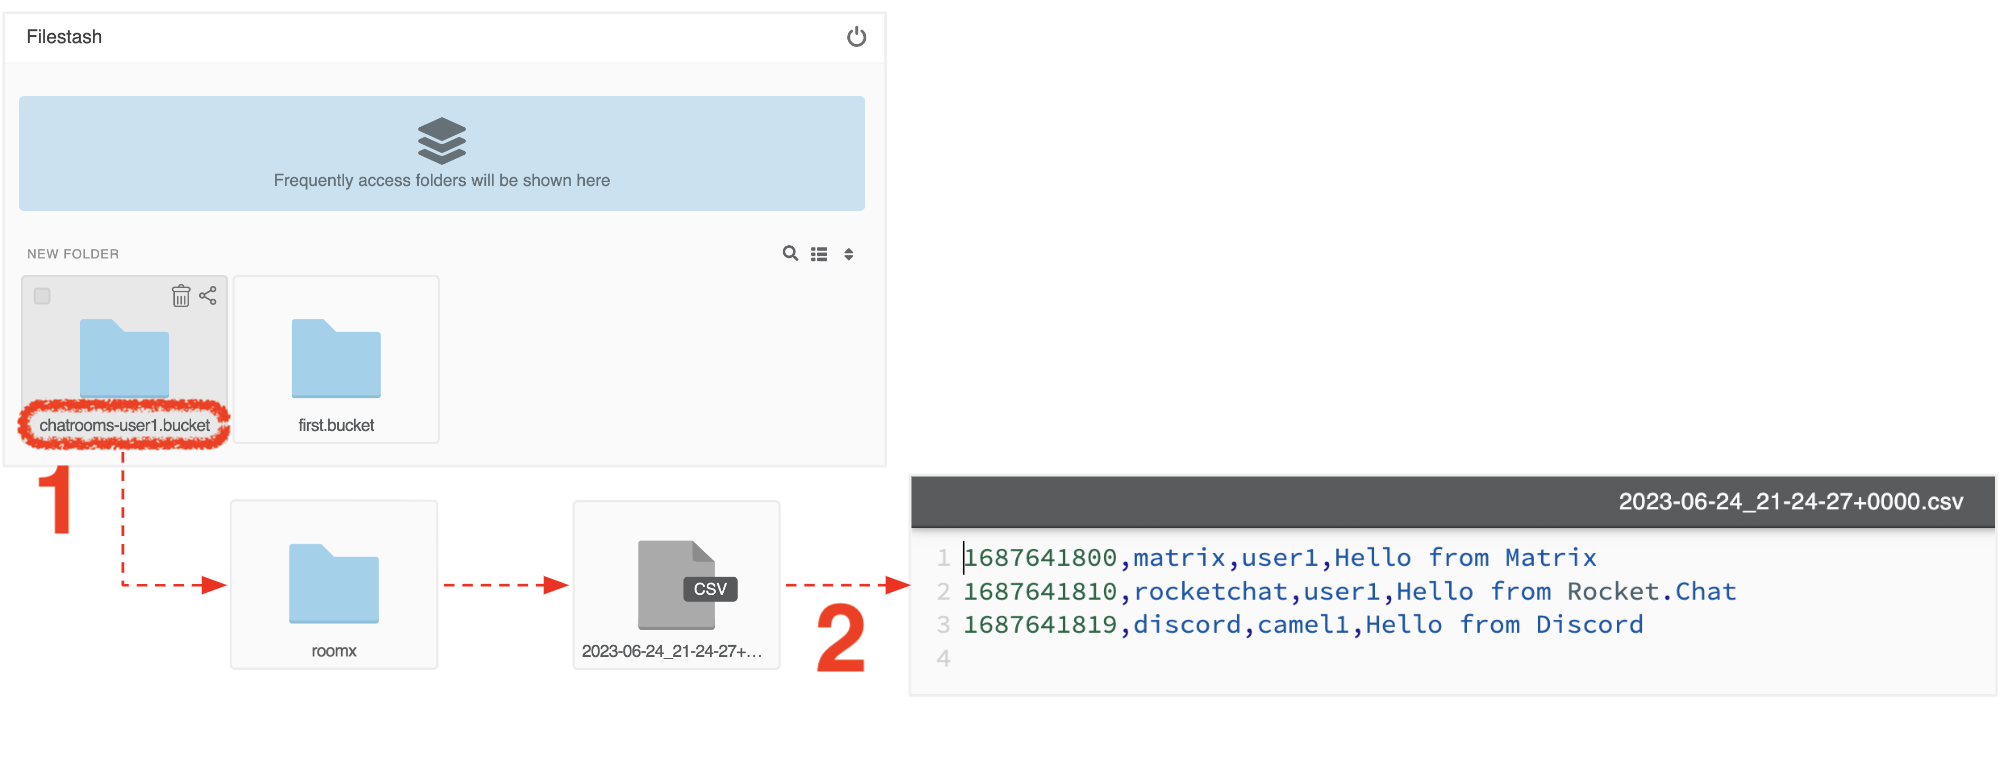 Filestash
Frequently access folders will be shown here
NEW FOLDER
chatrooms-user1.bucket
first.bucket
1
roomx
CSV
2023-06-24_21-24-27+...
2
2023-06-24_21-24-27+0000.csv
1 1687641800,matrix,user1,Hello from Matrix
2 1687641810,rocketchat,user1,Hello from Rocket.Chat
3 1687641819,discord,camel1,Hello from Discord
4